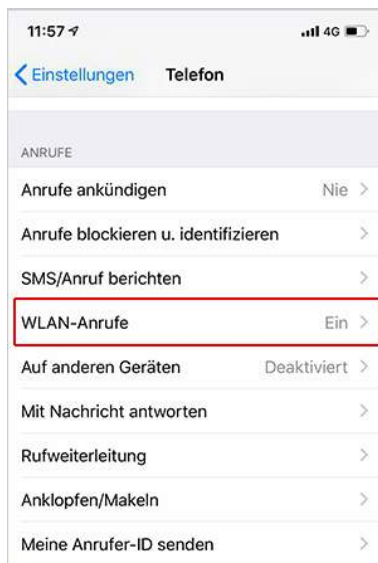 11:57 4G
Einstellungen Telefon
ANRUFE
Anrufe ankündigen Nie
Anrufe blockieren u. identifizieren
SMS/Anruf berichten
WLAN-Anrufe Ein
Auf anderen Geräten Deaktiviert
Mit Nachricht antworten
Rufweiterleitung
Anklopfen/Makeln
Meine Anrufer-ID senden